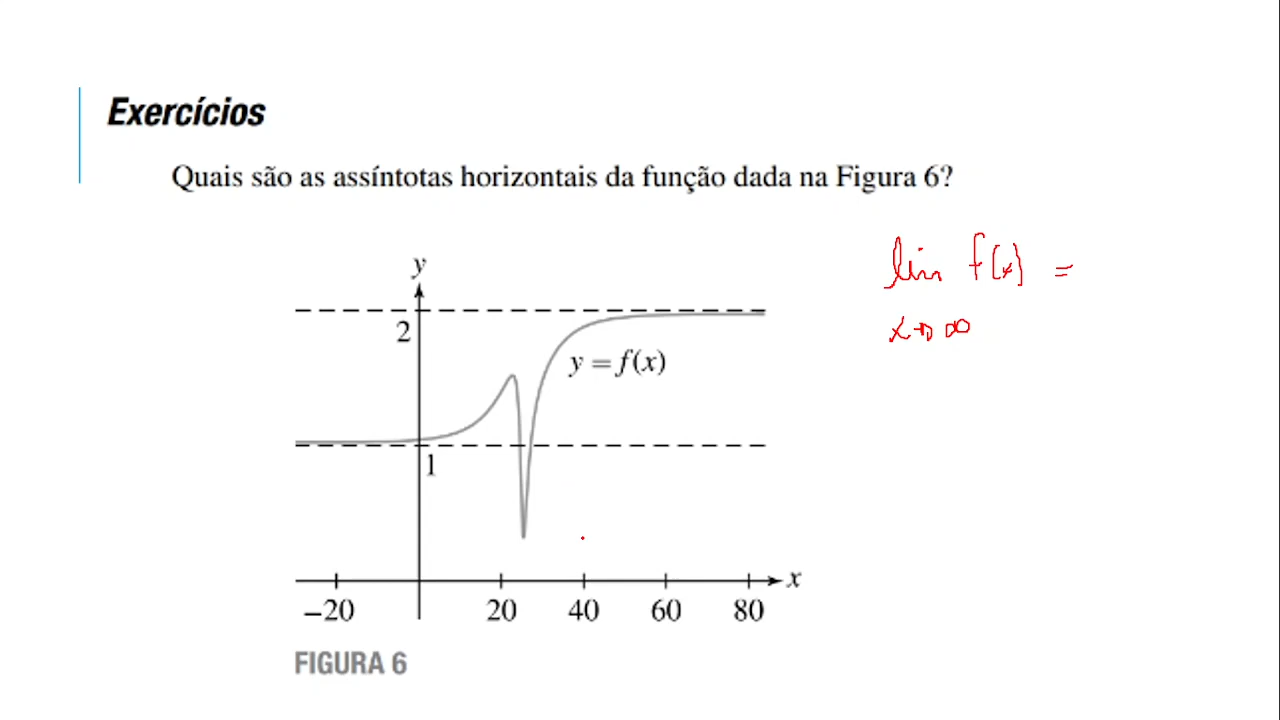 Exercícios
Quais são as assíntotas horizontais da função dada na Figura 6?
lim f(x) =
x→∞
y
2
y = f(x)
1
x
−20 20 40 60 80
FIGURA 6